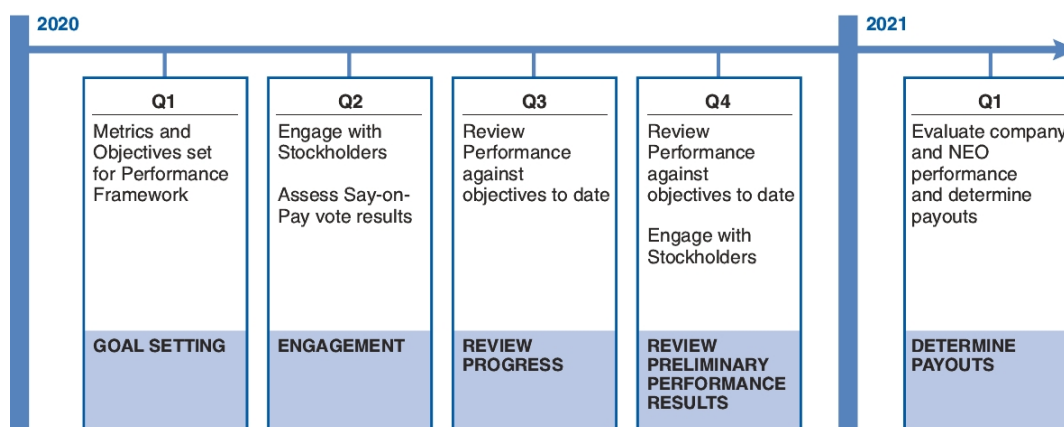 2020
2021
Q1
Metrics and
Objectives set
for Performance
Framework
GOAL SETTING
Q2
Engage with
Stockholders
Assess Say-on-
Pay vote results
ENGAGEMENT
Q3
Review
Performance
against
objectives to date
REVIEW
PROGRESS
Q4
Review
Performance
against
objectives to date
Engage with
Stockholders
REVIEW
PRELIMINARY
PERFORMANCE
RESULTS
Q1
Evaluate company
and NEO
performance
and determine
payouts
DETERMINE
PAYOUTS